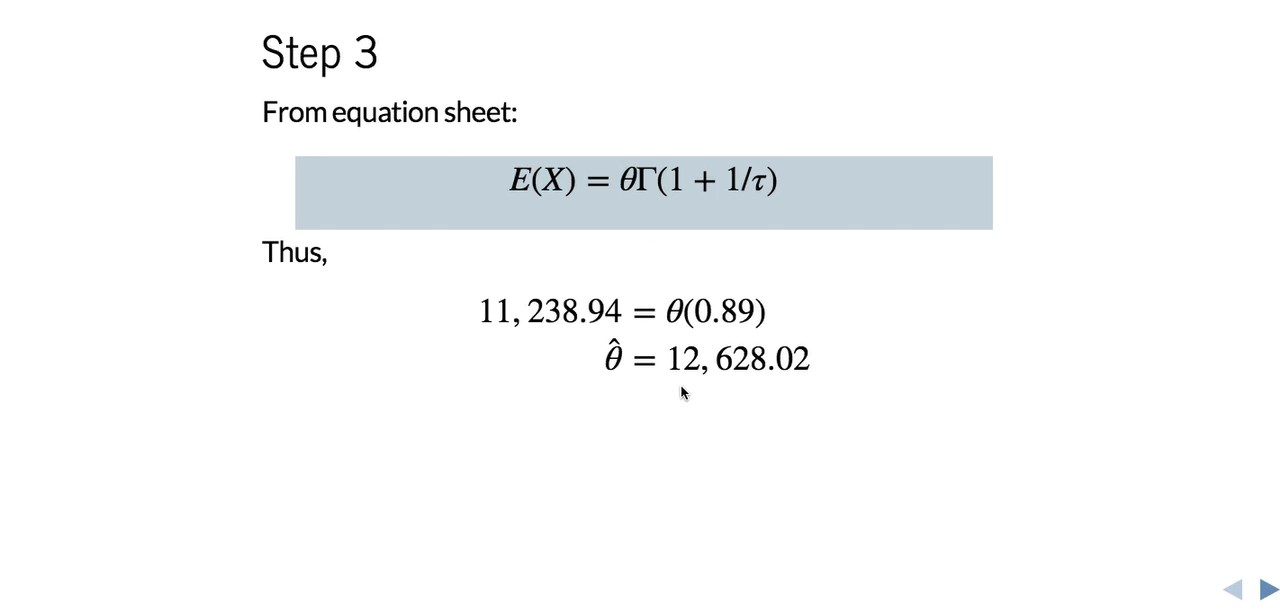 Step 3
From equation sheet:
E(X) = θΓ(1 + 1/τ)
Thus,
11, 238.94 = θ(0.89)
θ̂ = 12, 628.02